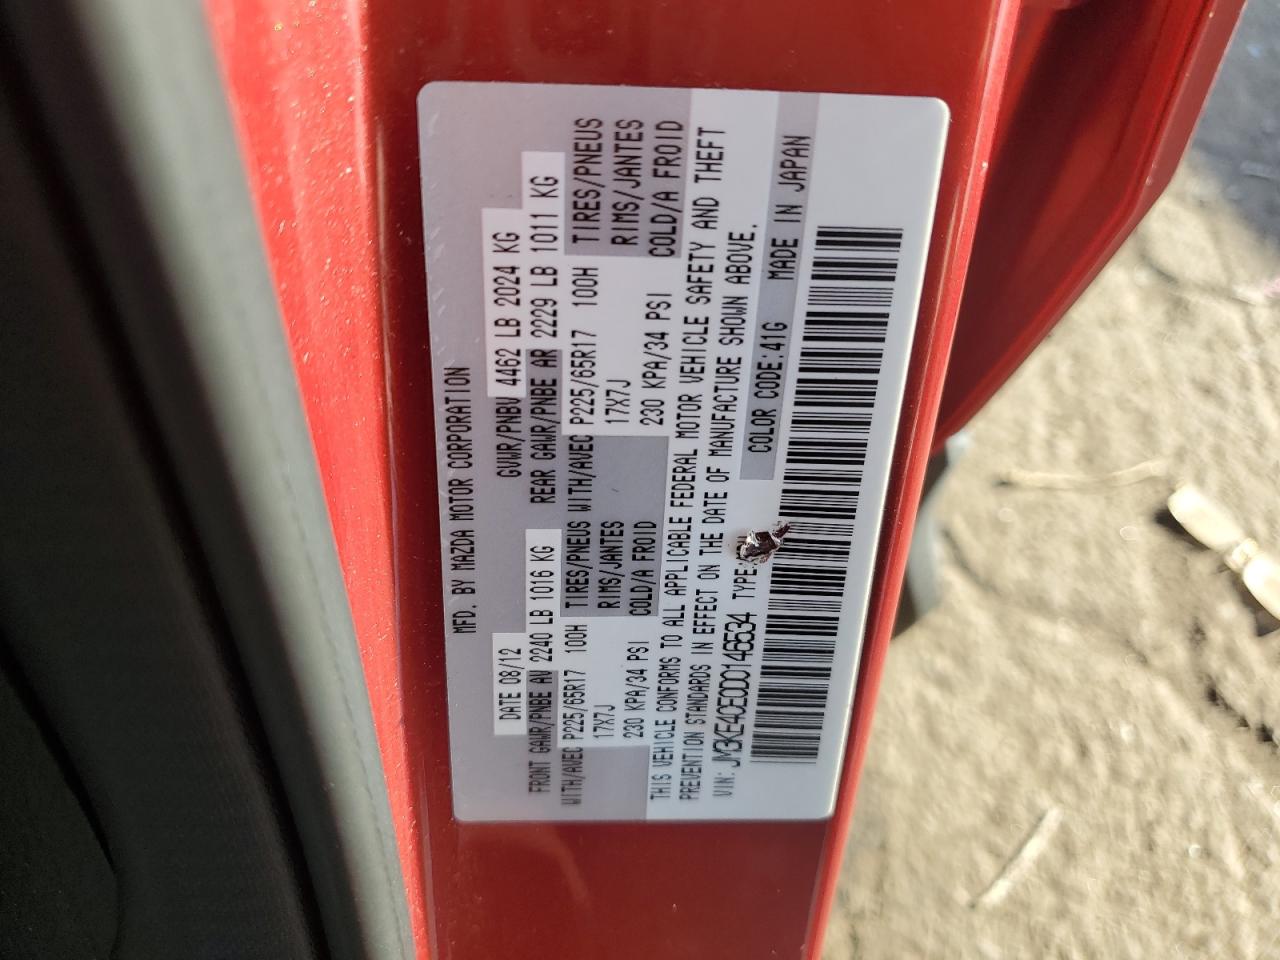 MFD. BY MAZDA MOTOR CORPORATION
DATE 08/12 GVWR/PNBV 4462 LB 2024 KG
FRONT GAWR/PNBE AV 2240 LB 1016 KG REAR GAWR/PNBE AR 2229 LB 1011 KG
WITH/AVEC P225/65R17 100H TIRES/PNEUS WITH/AVEC P225/65R17 100H TIRES/PNEUS
17X7J RIMS/JANTES 17X7J RIMS/JANTES
230 KPA/34 PSI COLD/A FROID 230 KPA/34 PSI COLD/A FROID
THIS VEHICLE CONFORMS TO ALL APPLICABLE FEDERAL MOTOR VEHICLE SAFETY AND THEFT
PREVENTION STANDARDS IN EFFECT ON THE DATE OF MANUFACTURE SHOWN ABOVE.
VIN: JM3KE4CE0D0146534 TYPE: COLOR CODE:41G MADE IN JAPAN